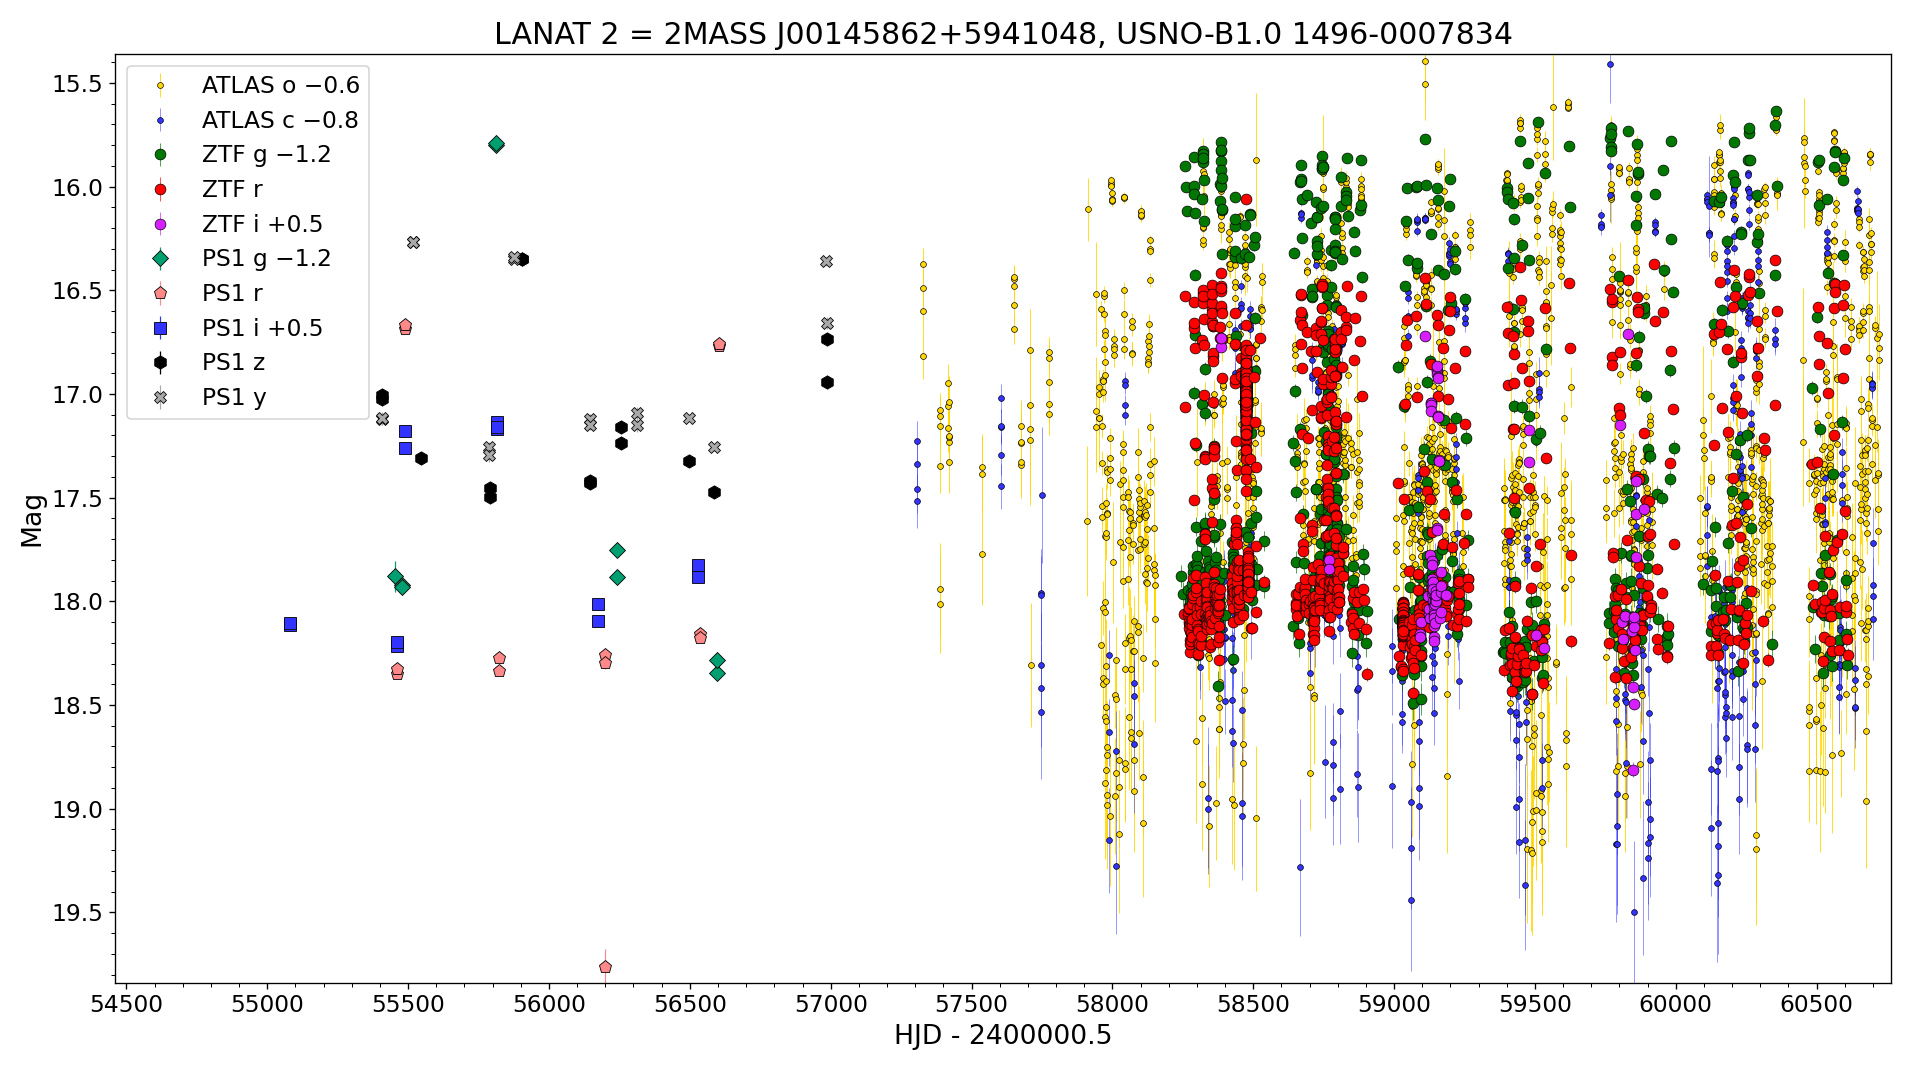 LANAT 2 = 2MASS J00145862+5941048, USNO-B1.0 1496-0007834
ATLAS o −0.6
ATLAS c −0.8
ZTF g −1.2
ZTF r
ZTF i +0.5
PS1 g −1.2
PS1 r
PS1 i +0.5
PS1 z
PS1 y
Mag
15.5
16.0
16.5
17.0
17.5
18.0
18.5
19.0
19.5
54500 55000 55500 56000 56500 57000 57500 58000 58500 59000 59500 60000 60500
HJD - 2400000.5